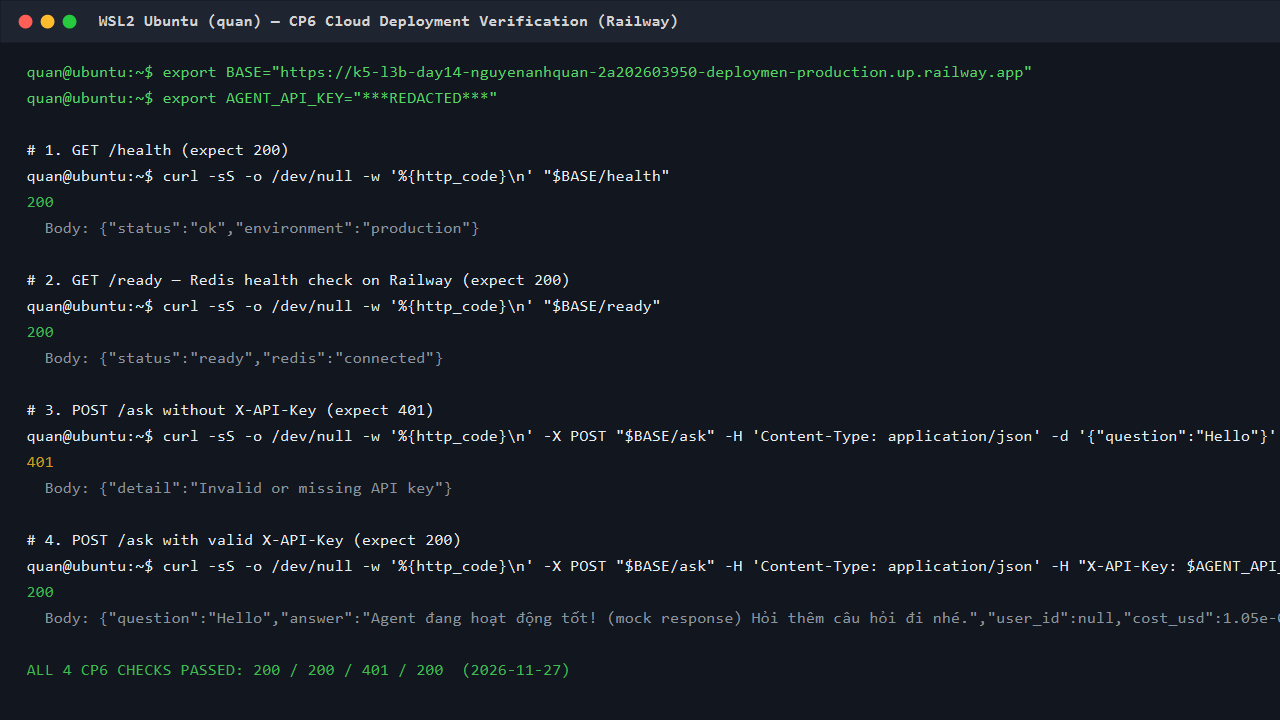 WSL2 Ubuntu (quan) — CP6 Cloud Deployment Verification (Railway)
quan@ubuntu:~$ export BASE="https://k5-l3b-day14-nguyenanhquan-2a202603950-deploymen-production.up.railway.app"
quan@ubuntu:~$ export AGENT_API_KEY="***REDACTED***"
# 1. GET /health (expect 200)
quan@ubuntu:~$ curl -sS -o /dev/null -w '%{http_code}\n' "$BASE/health"
200
Body: {"status":"ok","environment":"production"}
# 2. GET /ready — Redis health check on Railway (expect 200)
quan@ubuntu:~$ curl -sS -o /dev/null -w '%{http_code}\n' "$BASE/ready"
200
Body: {"status":"ready","redis":"connected"}
# 3. POST /ask without X-API-Key (expect 401)
quan@ubuntu:~$ curl -sS -o /dev/null -w '%{http_code}\n' -X POST "$BASE/ask" -H 'Content-Type: application/json' -d '{"question":"Hello"}'
401
Body: {"detail":"Invalid or missing API key"}
# 4. POST /ask with valid X-API-Key (expect 200)
quan@ubuntu:~$ curl -sS -o /dev/null -w '%{http_code}\n' -X POST "$BASE/ask" -H 'Content-Type: application/json' -H "X-API-Key: $AGENT_API_
200
Body: {"question":"Hello","answer":"Agent đang hoạt động tốt! (mock response) Hỏi thêm câu hỏi đi nhé.","user_id":null,"cost_usd":1.05e-
ALL 4 CP6 CHECKS PASSED: 200 / 200 / 401 / 200 (2026-11-27)